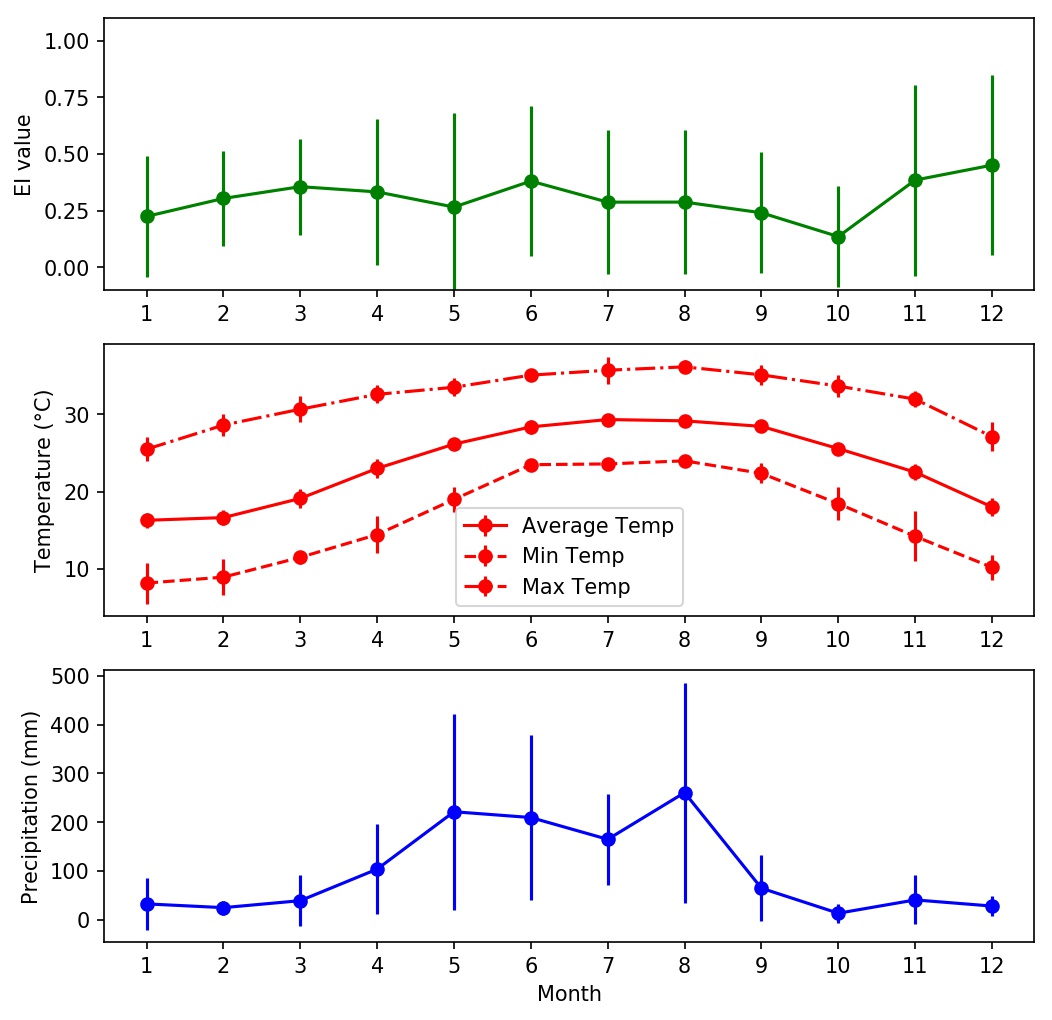 EI value
1.00
0.75
0.50
0.25
0.00
1 2 3 4 5 6 7 8 9 10 11 12
Temperature (°C)
30
20
10
Average Temp
Min Temp
Max Temp
1 2 3 4 5 6 7 8 9 10 11 12
Precipitation (mm)
500
400
300
200
100
0
1 2 3 4 5 6 7 8 9 10 11 12
Month